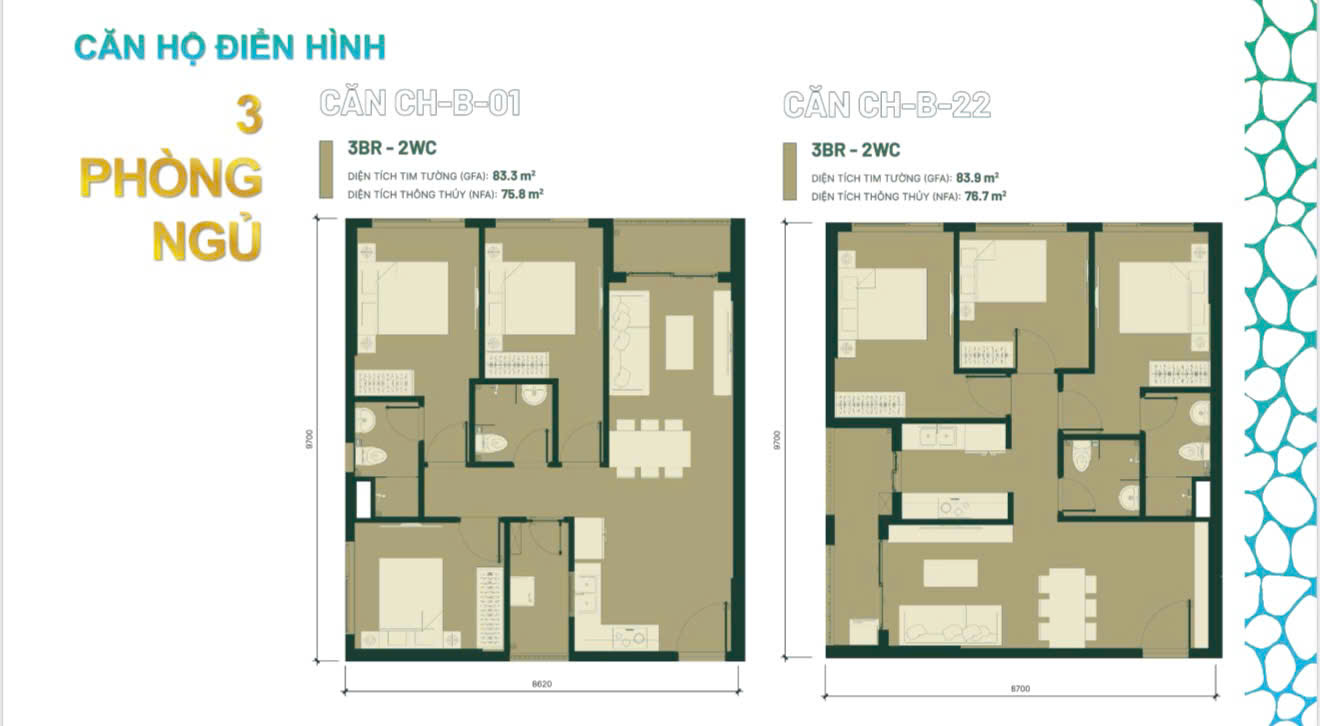 CĂN HỘ ĐIỂN HÌNH
3
PHÒNG
NGỦ
CĂN CH-B-01
3BR - 2WC
DIỆN TÍCH TIM TƯỜNG (GFA): 83.3 m²
DIỆN TÍCH THÔNG THỦY (NFA): 75.8 m²
9700
8620
CĂN CH-B-22
3BR - 2WC
DIỆN TÍCH TIM TƯỜNG (GFA): 83.9 m²
DIỆN TÍCH THÔNG THỦY (NFA): 76.7 m²
9700
8700